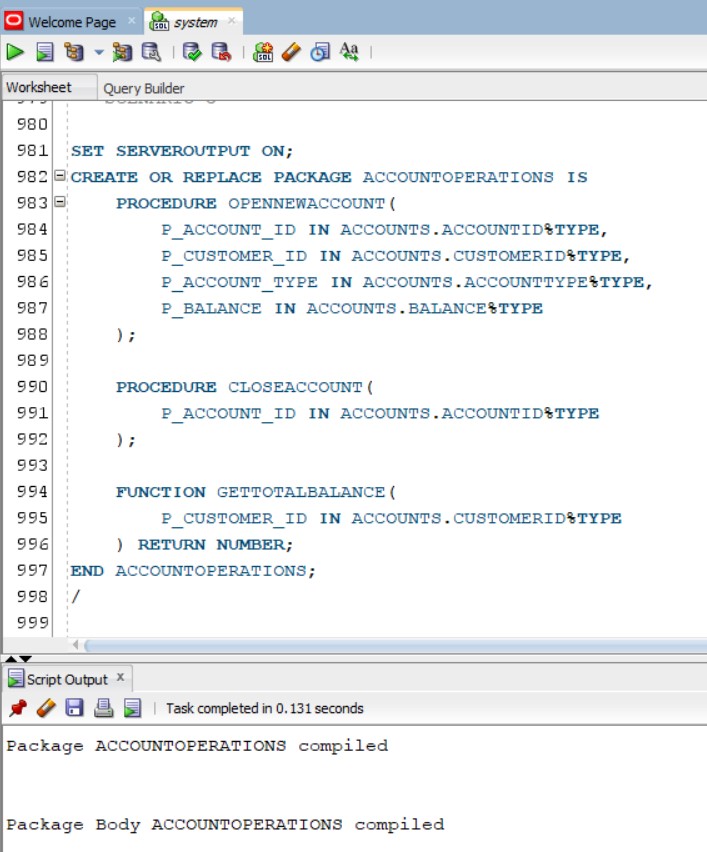 Welcome Page × system ×
Worksheet Query Builder
980
981 SET SERVEROUTPUT ON;
982 CREATE OR REPLACE PACKAGE ACCOUNTOPERATIONS IS
983 PROCEDURE OPENNEWACCOUNT(
984 P_ACCOUNT_ID IN ACCOUNTS.ACCOUNTID%TYPE,
985 P_CUSTOMER_ID IN ACCOUNTS.CUSTOMERID%TYPE,
986 P_ACCOUNT_TYPE IN ACCOUNTS.ACCOUNTTYPE%TYPE,
987 P_BALANCE IN ACCOUNTS.BALANCE%TYPE
988 );
989
990 PROCEDURE CLOSEACCOUNT(
991 P_ACCOUNT_ID IN ACCOUNTS.ACCOUNTID%TYPE
992 );
993
994 FUNCTION GETTOTALBALANCE(
995 P_CUSTOMER_ID IN ACCOUNTS.CUSTOMERID%TYPE
996 ) RETURN NUMBER;
997 END ACCOUNTOPERATIONS;
998 /
999
Script Output x
Task completed in 0.131 seconds
Package ACCOUNTOPERATIONS compiled
Package Body ACCOUNTOPERATIONS compiled